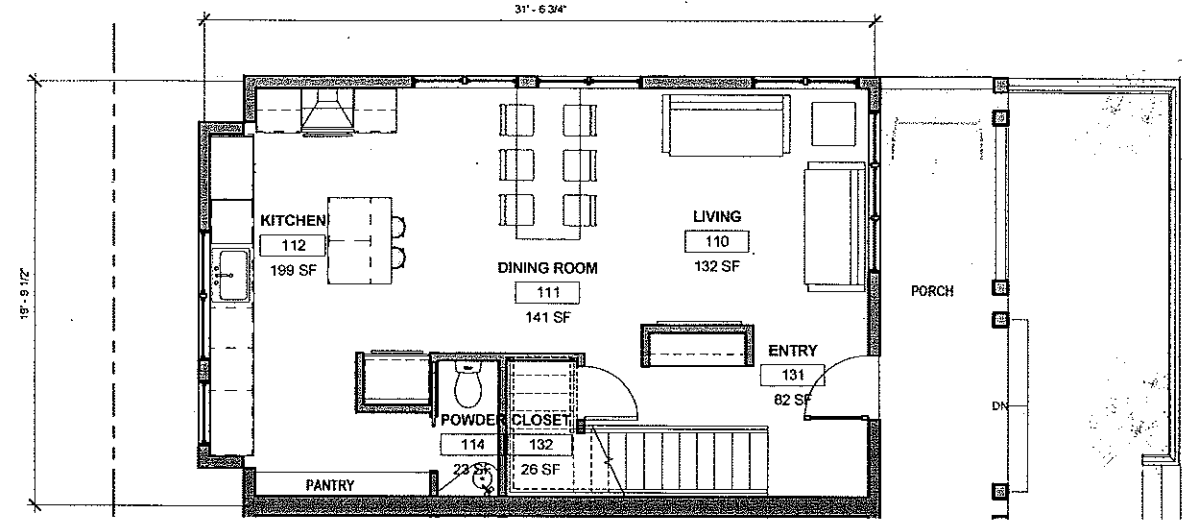 31' - 6 3/4"
19' - 9 1/2"
KITCHEN
112
199 SF
DINING ROOM
111
141 SF
LIVING
110
132 SF
PORCH
ENTRY
131
82 SF
POWDER
114
23 SF
CLOSET
132
26 SF
PANTRY
DN